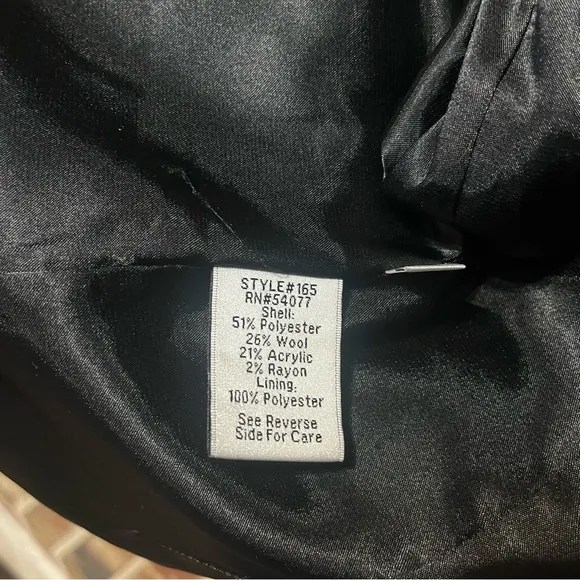 STYLE#165
RN#54077
Shell:
51% Polyester
26% Wool
21% Acrylic
2% Rayon
Lining:
100% Polyester
See Reverse
Side For Care